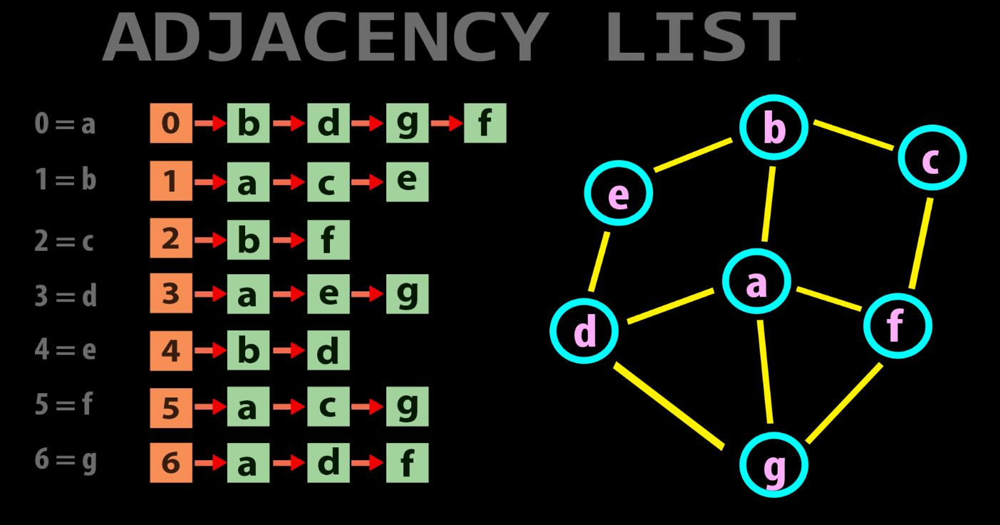 ADJACENCY LIST
0 = a 0 b d g f
1 = b 1 a c e
2 = c 2 b f
3 = d 3 a e g
4 = e 4 b d
5 = f 5 a c g
6 = g 6 a d f
b
c
e
a
d
f
g